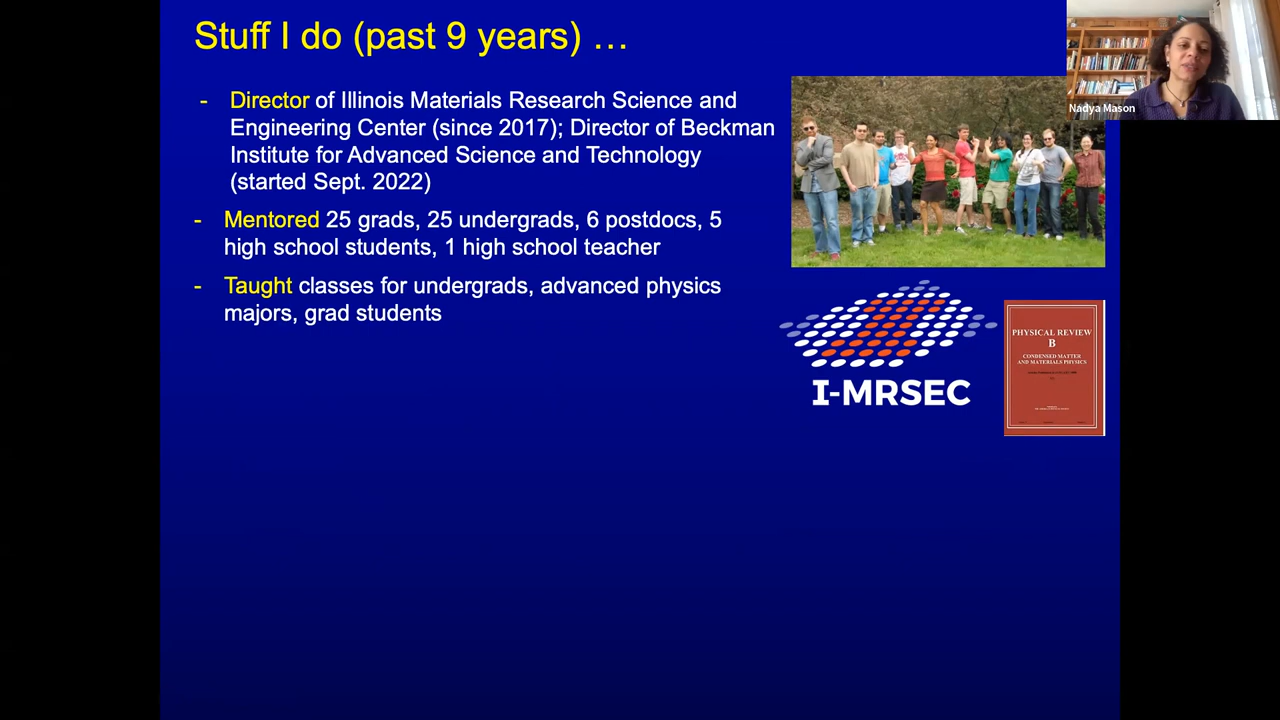 Stuff I do (past 9 years) …
- Director of Illinois Materials Research Science and
Engineering Center (since 2017); Director of Beckman
Institute for Advanced Science and Technology
(started Sept. 2022)
- Mentored 25 grads, 25 undergrads, 6 postdocs, 5
high school students, 1 high school teacher
- Taught classes for undergrads, advanced physics
majors, grad students
Nadya Mason
I-MRSEC
PHYSICAL REVIEW
B
CONDENSED MATTER
AND MATERIALS PHYSICS